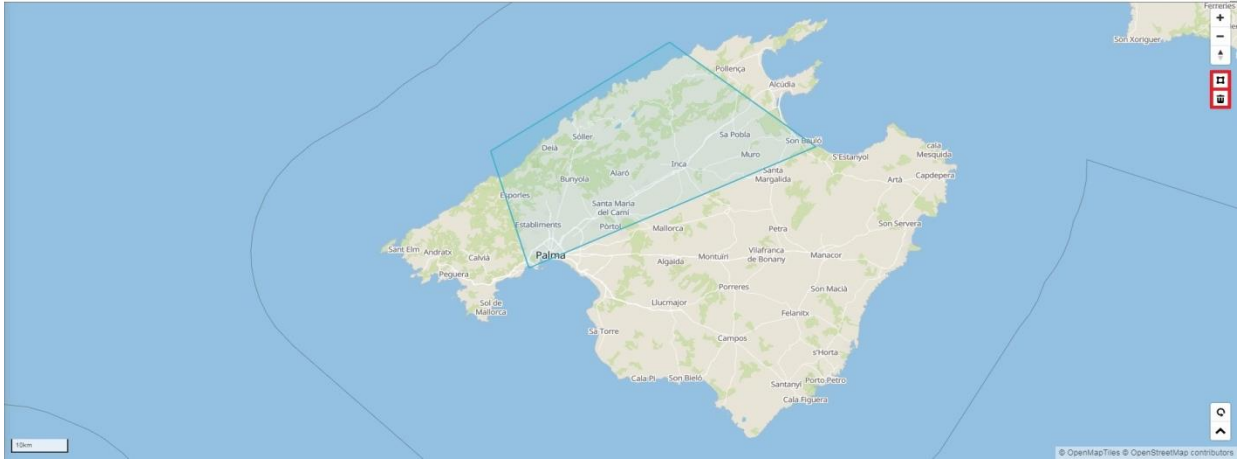 Ferreries
Son Xoriguer
+
−
Pollença
Alcúdia
Sóller
Sa Pobla
Deià
Son Bauló
cala
Mesquida
Muro
S'Estanyol
Inca
Santa
Margalida
Bunyola
Alaró
Artà
Capdepera
Esporles
Santa Maria
del Camí
Establiments
Pòrtol
Mallorca
Petra
Son Servera
Sant Elm
Andratx
Calvià
Palma
Algaida
Montuïri
Vilafranca
de Bonany
Manacor
Peguera
Porreres
Son Macià
Sol de
Mallorca
Llucmajor
Felanitx
Sa Torre
Campos
s'Horta
Cala Pi
Son Bieló
Santanyí
Porto Petro
Cala Figuera
10km
© OpenMapTiles © OpenStreetMap contributors